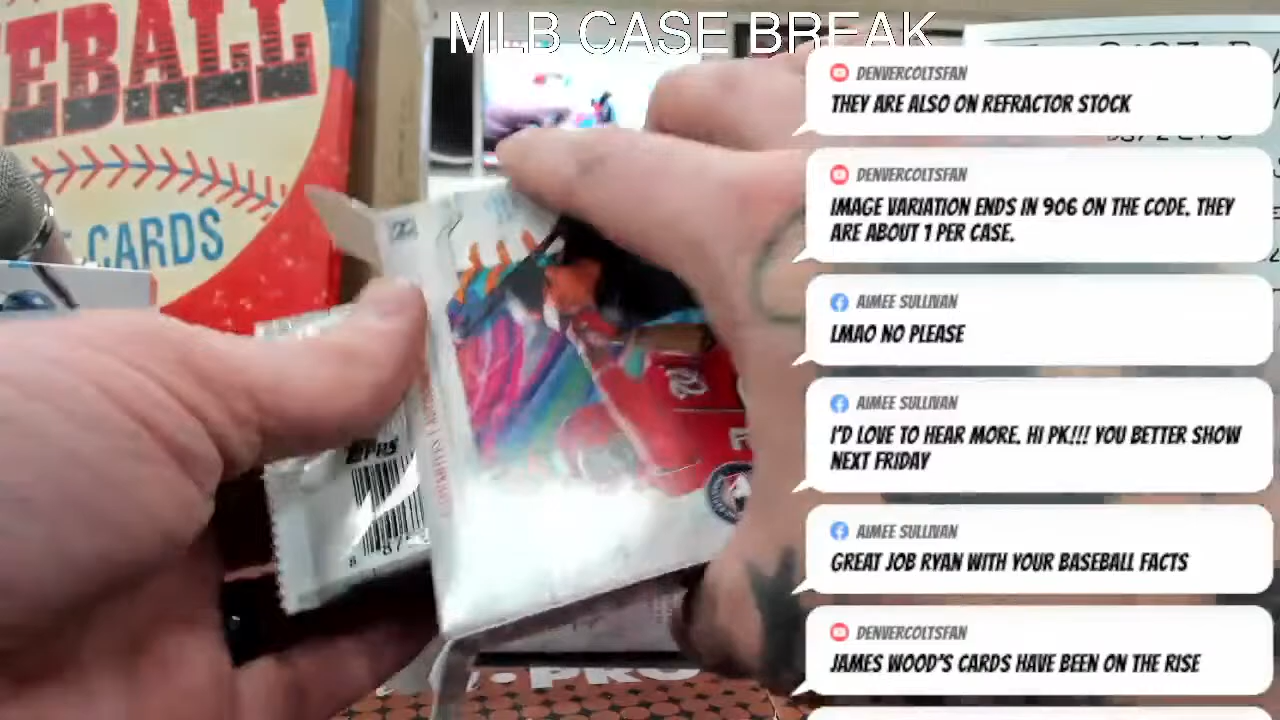 MLB CASE BREAK
EBALL
CARDS
DENVERCOLTSFAN
THEY ARE ALSO ON REFRACTOR STOCK
DENVERCOLTSFAN
IMAGE VARIATION ENDS IN 906 ON THE CODE. THEY
ARE ABOUT 1 PER CASE.
AIMEE SULLIVAN
LMAO NO PLEASE
AIMEE SULLIVAN
I'D LOVE TO HEAR MORE. HI PK!!! YOU BETTER SHOW
NEXT FRIDAY
AIMEE SULLIVAN
GREAT JOB RYAN WITH YOUR BASEBALL FACTS
DENVERCOLTSFAN
JAMES WOOD'S CARDS HAVE BEEN ON THE RISE
PRO